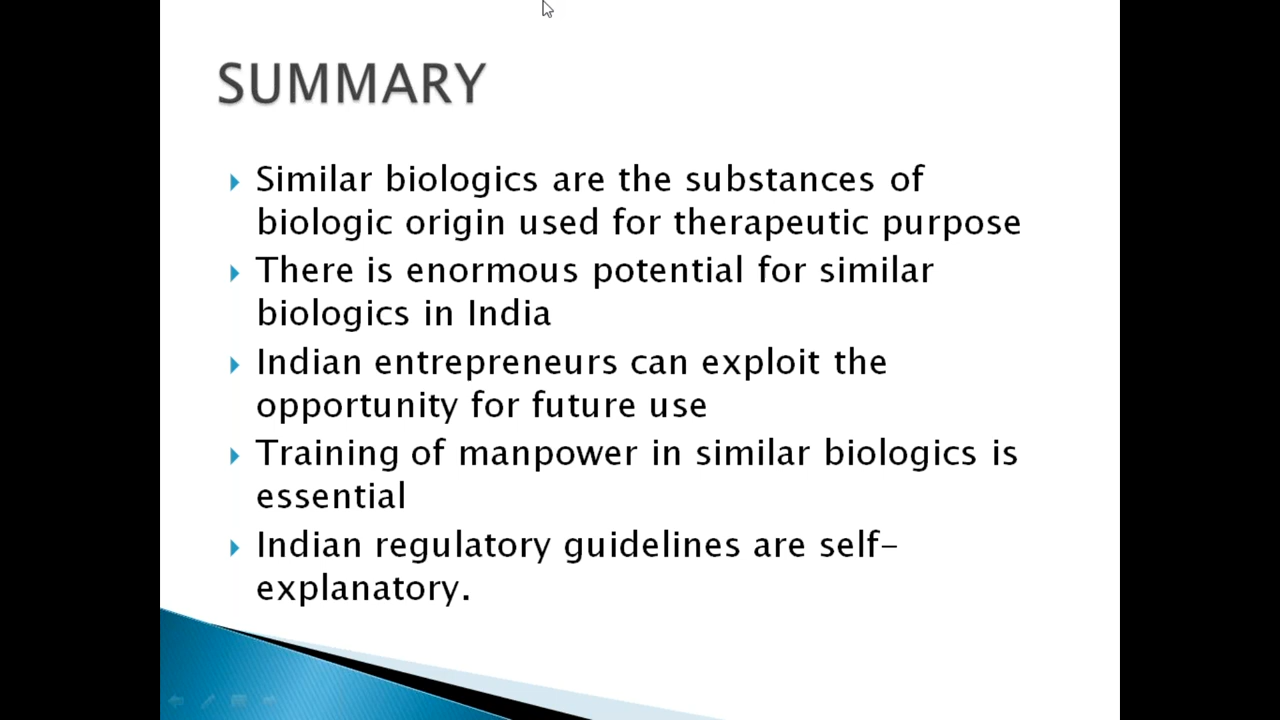 SUMMARY
Similar biologics are the substances of
biologic origin used for therapeutic purpose
There is enormous potential for similar
biologics in India
Indian entrepreneurs can exploit the
opportunity for future use
Training of manpower in similar biologics is
essential
Indian regulatory guidelines are self-
explanatory.